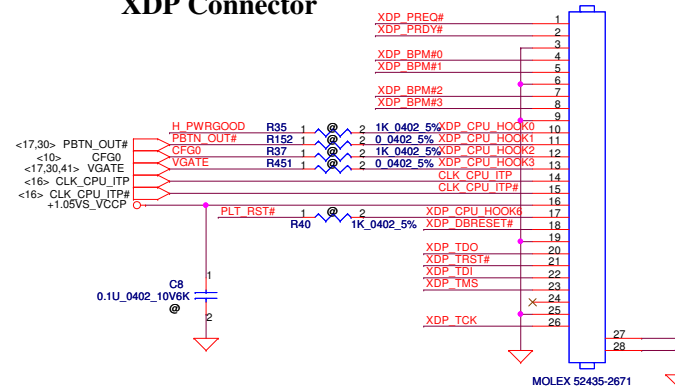 XDP Connector
XDP_PREQ# 1
XDP_PRDY# 2
3
XDP_BPM#0 4
XDP_BPM#1 5
6
XDP_BPM#2 7
XDP_BPM#3 8
9
H_PWRGOOD R35 1 @ 2 1K_0402_5% XDP_CPU_HOOK0 10
<17,30> PBTN_OUT# PBTN_OUT# R152 1 @ 2 0_0402_5% XDP_CPU_HOOK1 11
<10> CFG0 CFG0 R37 1 @ 2 1K_0402_5% XDP_CPU_HOOK2 12
<17,30,41> VGATE VGATE R451 1 @ 2 0_0402_5% XDP_CPU_HOOK3 13
<16> CLK_CPU_ITP CLK_CPU_ITP 14
<16> CLK_CPU_ITP# CLK_CPU_ITP# 15
+1.05VS_VCCP 16
PLT_RST# 1 @ 2 XDP_CPU_HOOK6 17
R40 1K_0402_5% XDP_DBRESET# 18
19
XDP_TDO 20
XDP_TRST# 21
XDP_TDI 22
XDP_TMS 23
24
25
XDP_TCK 26
1
C8
0.1U_0402_10V6K
@
2
27
28
MOLEX 52435-2671